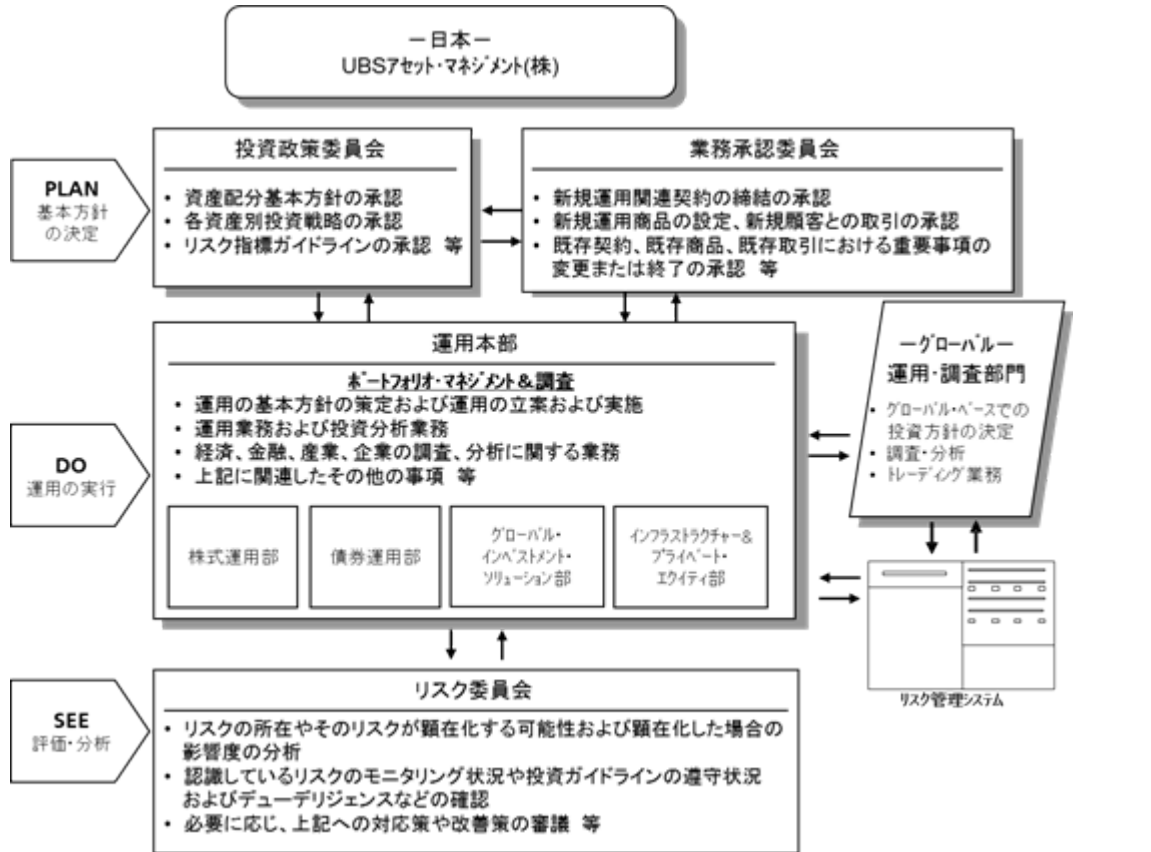 －日本－
UBSｱｾｯﾄ･ﾏﾈｼﾞﾒﾝﾄ(株)
PLAN
基本方針
の決定
投資政策委員会
• 資産配分基本方針の承認
• 各資産別投資戦略の承認
• リスク指標ガイドラインの承認 等
業務承認委員会
• 新規運用関連契約の締結の承認
• 新規運用商品の設定、新規顧客との取引の承認
• 既存契約、既存商品、既存取引における重要事項の
変更または終了の承認 等
DO
運用の実行
運用本部
ﾎﾟｰﾄﾌｫﾘｵ･ﾏﾈｼﾞﾒﾝﾄ&調査
• 運用の基本方針の策定および運用の立案および実施
• 運用業務および投資分析業務
• 経済、金融、産業、企業の調査、分析に関する業務
• 上記に関連したその他の事項 等
株式運用部
債券運用部
ｸﾞﾛｰﾊﾞﾙ･
ｲﾝﾍﾞｽﾄﾒﾝﾄ･
ｿﾘｭｰｼｮﾝ部
ｲﾝﾌﾗｽﾄﾗｸﾁｬｰ&
ﾌﾟﾗｲﾍﾞｰﾄ･
ｴｸｲﾃｨ部
－ｸﾞﾛｰﾊﾞﾙ－
運用･調査部門
• ｸﾞﾛｰﾊﾞﾙ･ﾍﾞｰｽでの
投資方針の決定
• 調査･分析
• ﾄﾚｰﾃﾞｨﾝｸﾞ業務
ﾘｽｸ管理ｼｽﾃﾑ
SEE
評価･分析
リスク委員会
• リスクの所在やそのリスクが顕在化する可能性および顕在化した場合の
影響度の分析
• 認識しているリスクのモニタリング状況や投資ガイドラインの遵守状況
およびデューデリジェンスなどの確認
• 必要に応じ、上記への対応策や改善策の審議 等